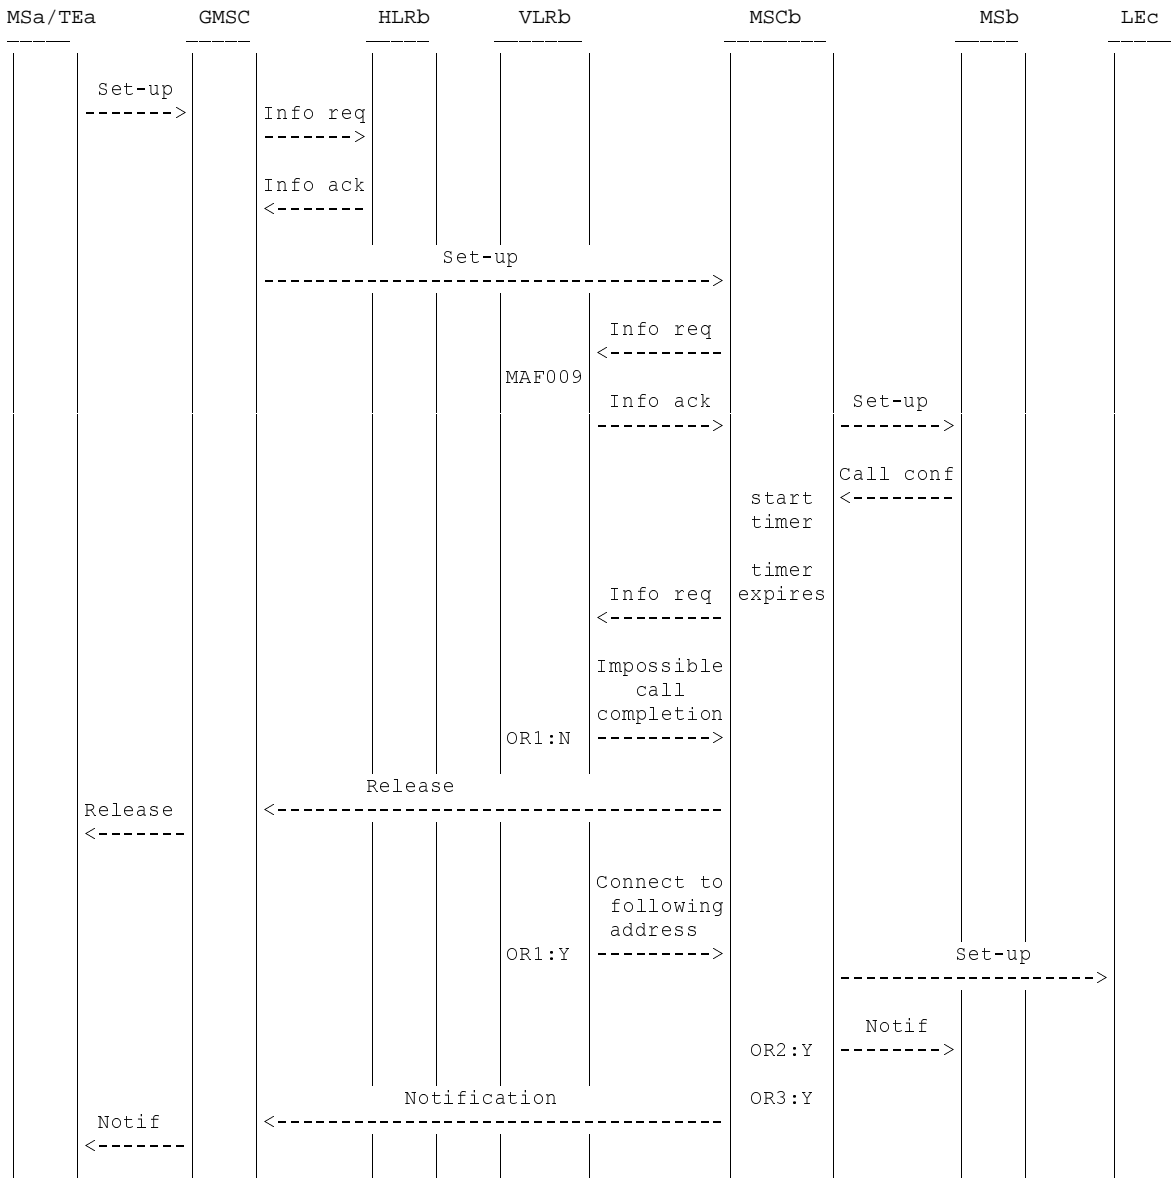 MSa/TEa GMSC HLRb VLRb MSCb MSb LEc
Set-up
Info req
Info ack
Set-up
Info req
MAF009
Info ack Set-up
Call conf
start
timer
timer
Info req expires
Impossible
call
completion
OR1:N
Release
Release
Connect to
following
address
OR1:Y Set-up
Notif
OR2:Y
Notification OR3:Y
Notif